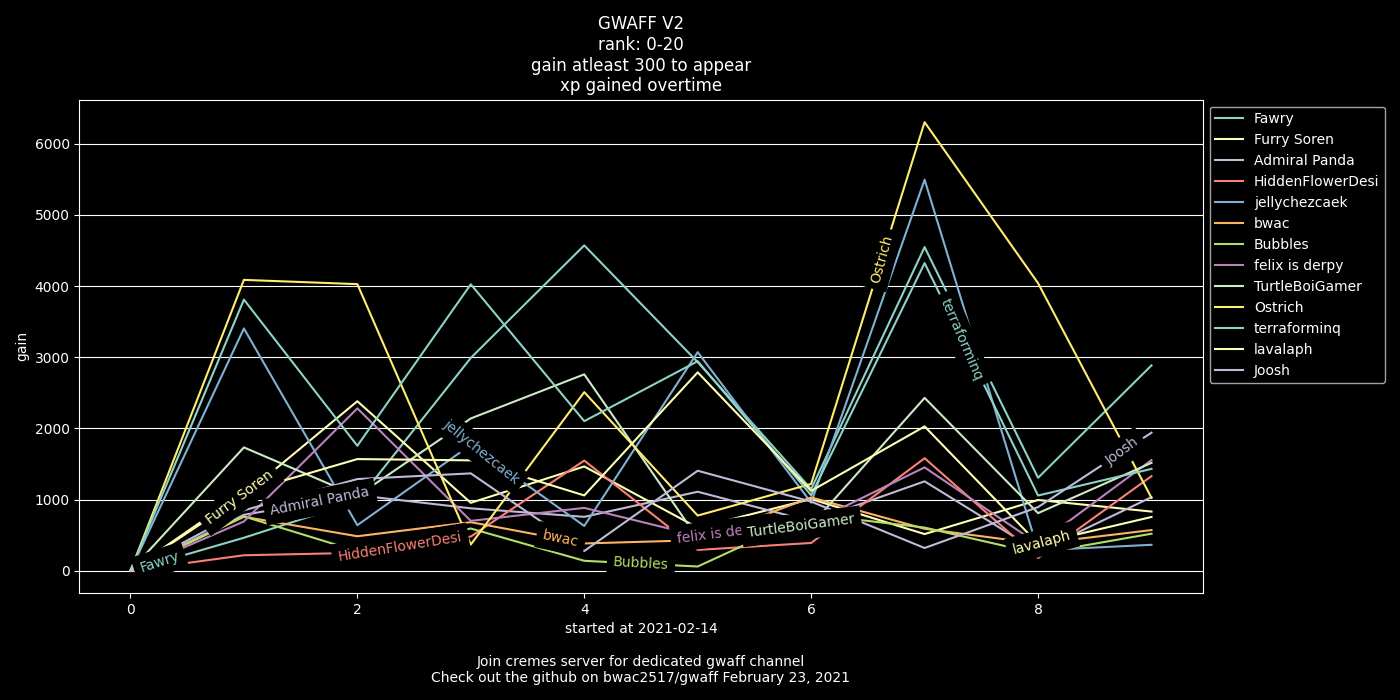 GWAFF V2
rank: 0-20
gain atleast 300 to appear
xp gained overtime
gain
6000
5000
4000
3000
2000
1000
0
0 2 4 6 8
Ostrich
terraforminq
jellychezcaek
Joosh
Furry Soren
Admiral Panda
Fawry
HiddenFlowerDesi
bwac
Bubbles
felix is de
TurtleBoiGamer
lavalaph
Fawry
Furry Soren
Admiral Panda
HiddenFlowerDesi
jellychezcaek
bwac
Bubbles
felix is derpy
TurtleBoiGamer
Ostrich
terraforminq
lavalaph
Joosh
started at 2021-02-14
Join cremes server for dedicated gwaff channel
Check out the github on bwac2517/gwaff February 23, 2021